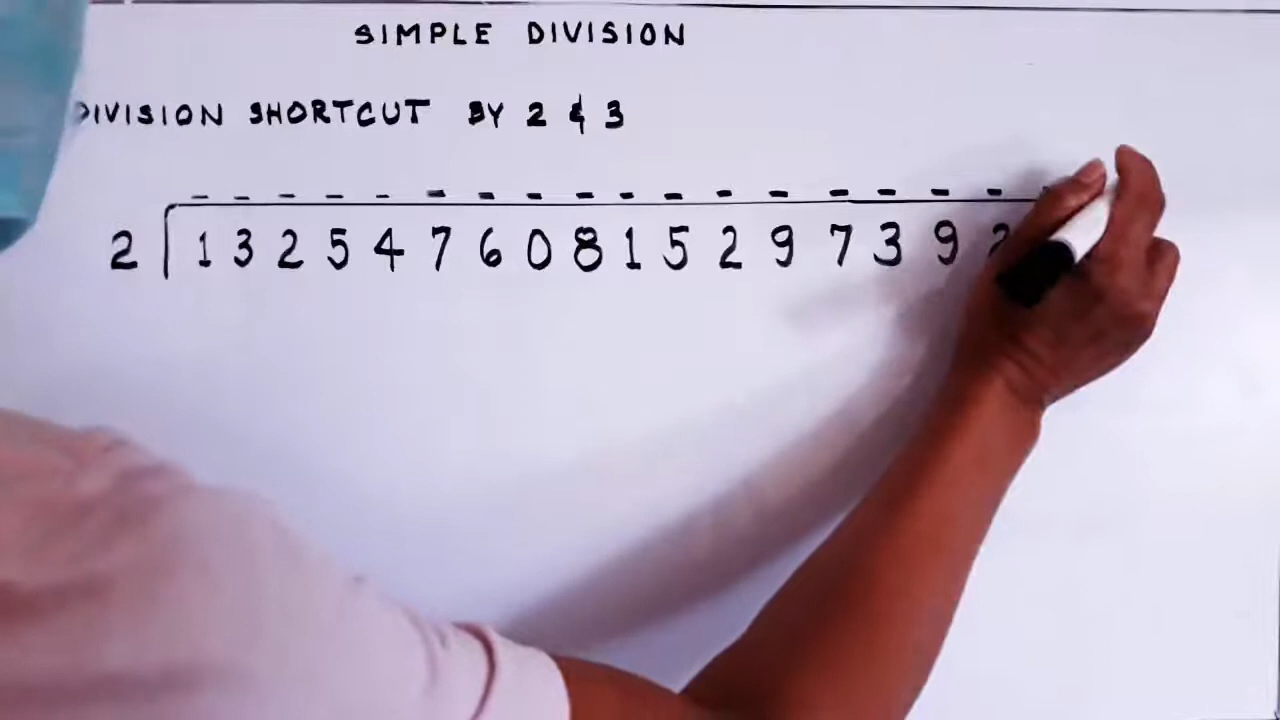 SIMPLE DIVISION
DIVISION SHORTCUT BY 2 & 3
2 1 3 2 5 4 7 6 0 8 1 5 2 9 7 3 9